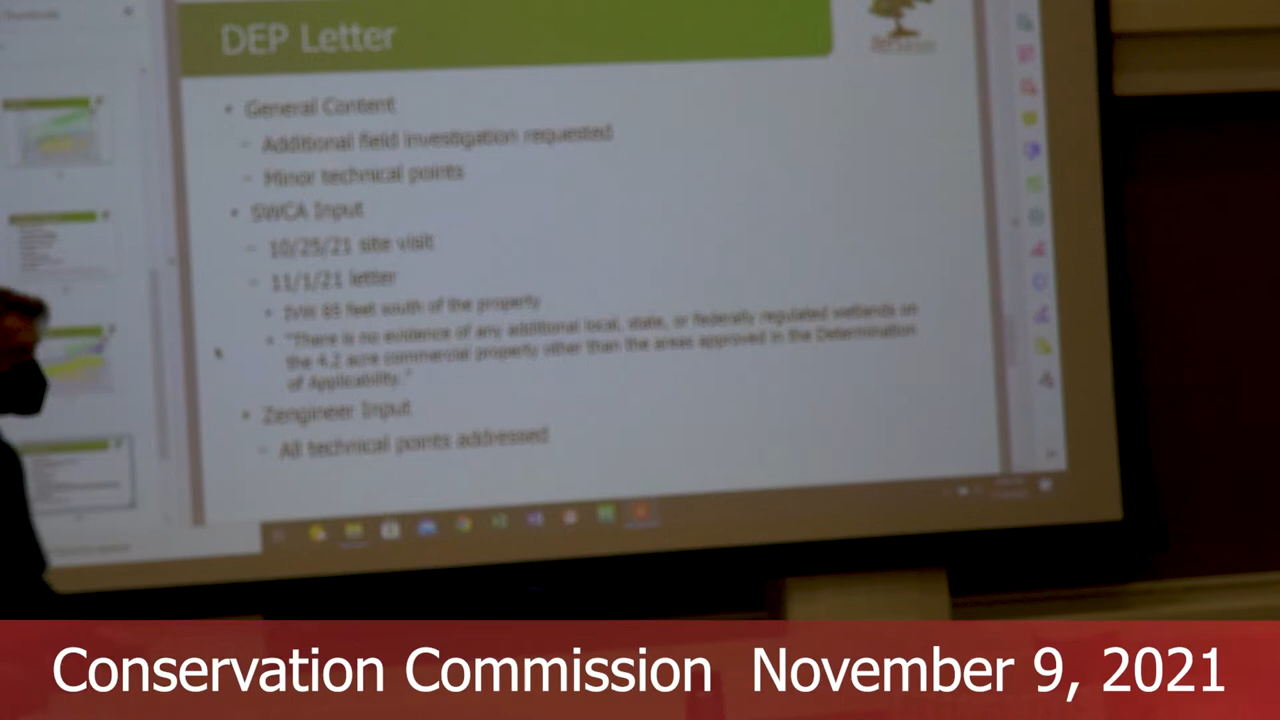 DEP Letter
• General Content
– Additional field investigation requested
– Minor technical points
• SWCA Input
– 10/25/21 site visit
– 11/1/21 letter
• IVW 85 feet south of the property
• "There is no evidence of any additional local, state, or federally regulated wetlands on
the 4.2 acre commercial property other than the areas approved in the Determination
of Applicability."
• Zengineer Input
– All technical points addressed
Conservation Commission November 9, 2021